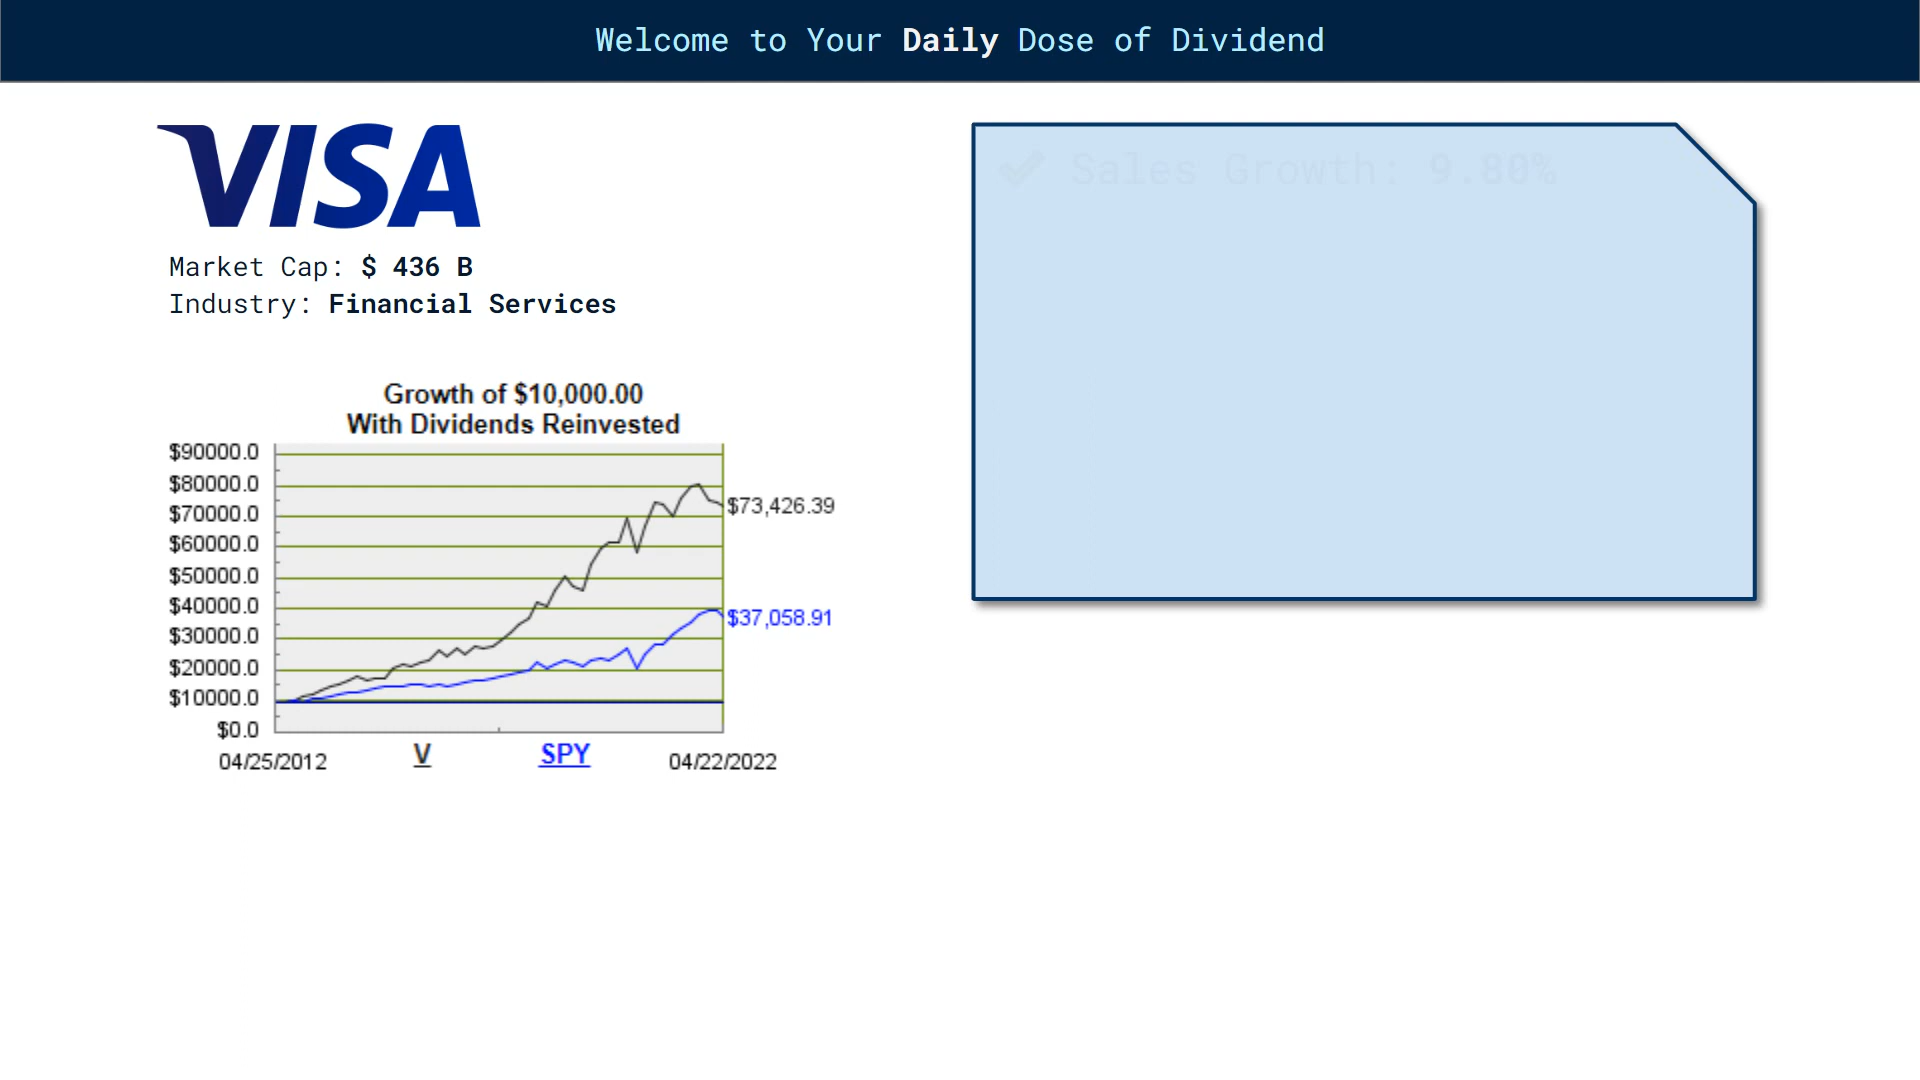 Welcome to Your Daily Dose of Dividend
VISA
Market Cap: $ 436 B
Industry: Financial Services
Sales Growth: 9.80%
Growth of $10,000.00
With Dividends Reinvested
$90000.0
$80000.0
$70000.0
$60000.0
$50000.0
$40000.0
$30000.0
$20000.0
$10000.0
$0.0
$73,426.39
$37,058.91
04/25/2012 V SPY 04/22/2022